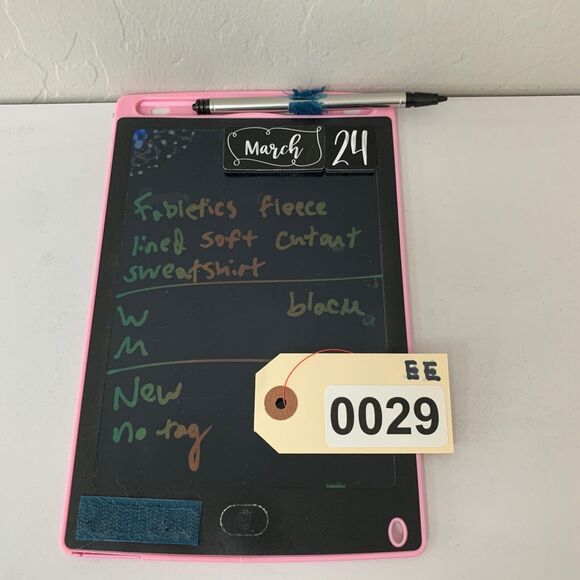 March 24
Fabletics fleece
lined soft cutout
sweatshirt
W black
M
EE
New
0029
no tag